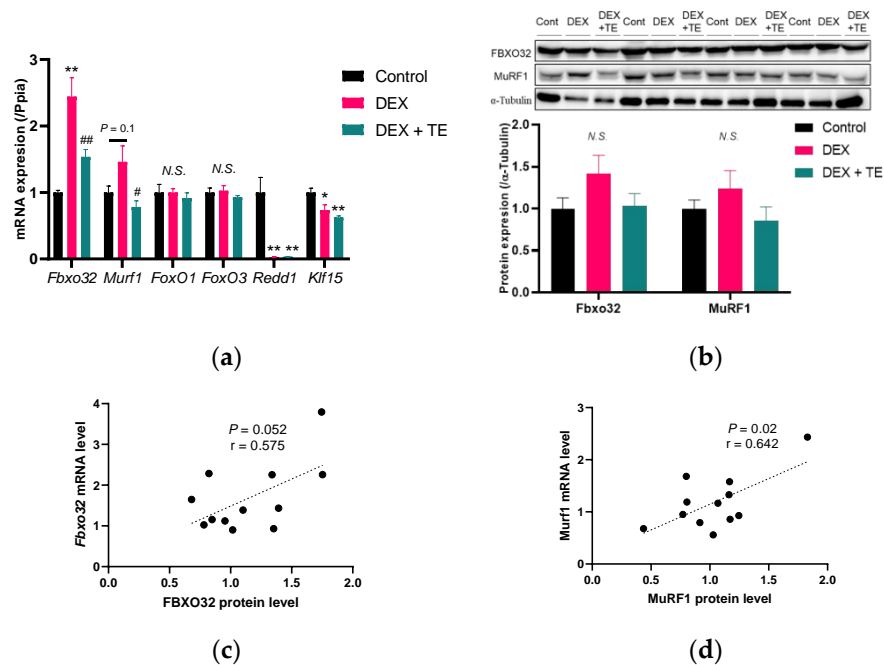 3
2
1
0
mRNA expresion (/Ppia)
**
##
P = 0.1
#
N.S.
N.S.
** **
*
**
Control
DEX
DEX + TE
Fbxo32 Murf1 FoxO1 FoxO3 Redd1 Klf15
(a)
Cont DEX DEX +TE Cont DEX DEX +TE Cont DEX DEX +TE Cont DEX DEX +TE
FBXO32
MuRF1
α-Tubulin
2.0
1.5
1.0
0.5
0.0
Protein expresion (/α-Tubulin)
N.S.
N.S.
Control
DEX
DEX + TE
Fbxo32 MuRF1
(b)
4
3
2
1
0
Fbxo32 mRNA level
P = 0.052
r = 0.575
0.0 0.5 1.0 1.5 2.0
FBXO32 protein level
(c)
3
2
1
0
Murf1 mRNA level
P = 0.02
r = 0.642
0.0 0.5 1.0 1.5 2.0
MuRF1 protein level
(d)